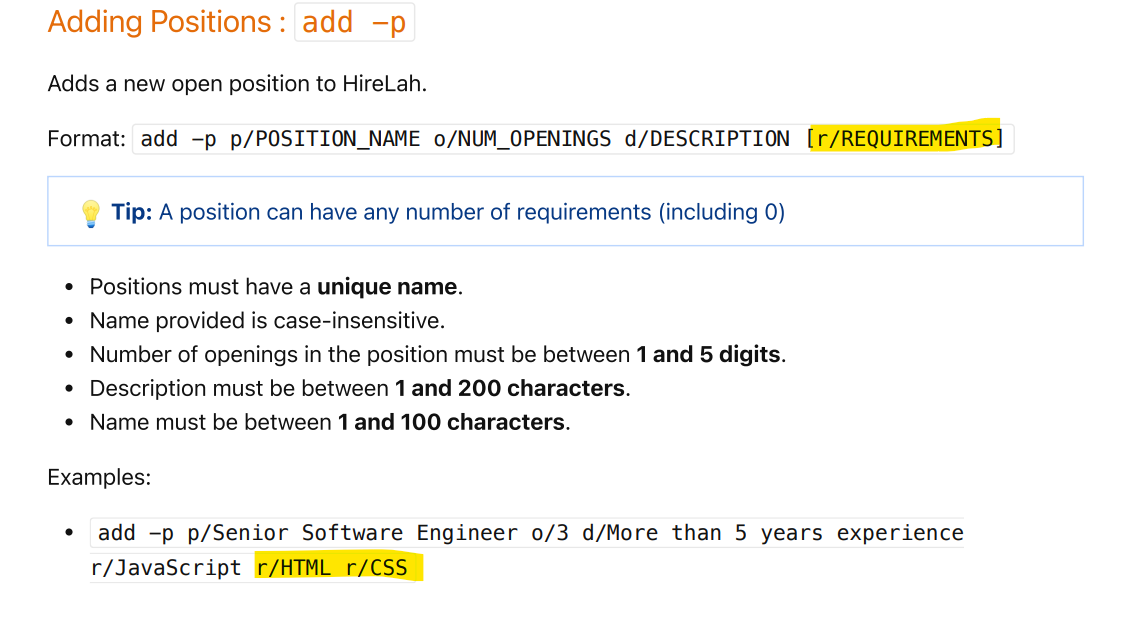 Adding Positions : add -p
Adds a new open position to HireLah.
Format: add -p p/POSITION_NAME o/NUM_OPENINGS d/DESCRIPTION [r/REQUIREMENTS]
💡 Tip: A position can have any number of requirements (including 0)
• Positions must have a unique name.
• Name provided is case-insensitive.
• Number of openings in the position must be between 1 and 5 digits.
• Description must be between 1 and 200 characters.
• Name must be between 1 and 100 characters.
Examples:
• add -p p/Senior Software Engineer o/3 d/More than 5 years experience
r/JavaScript r/HTML r/CSS